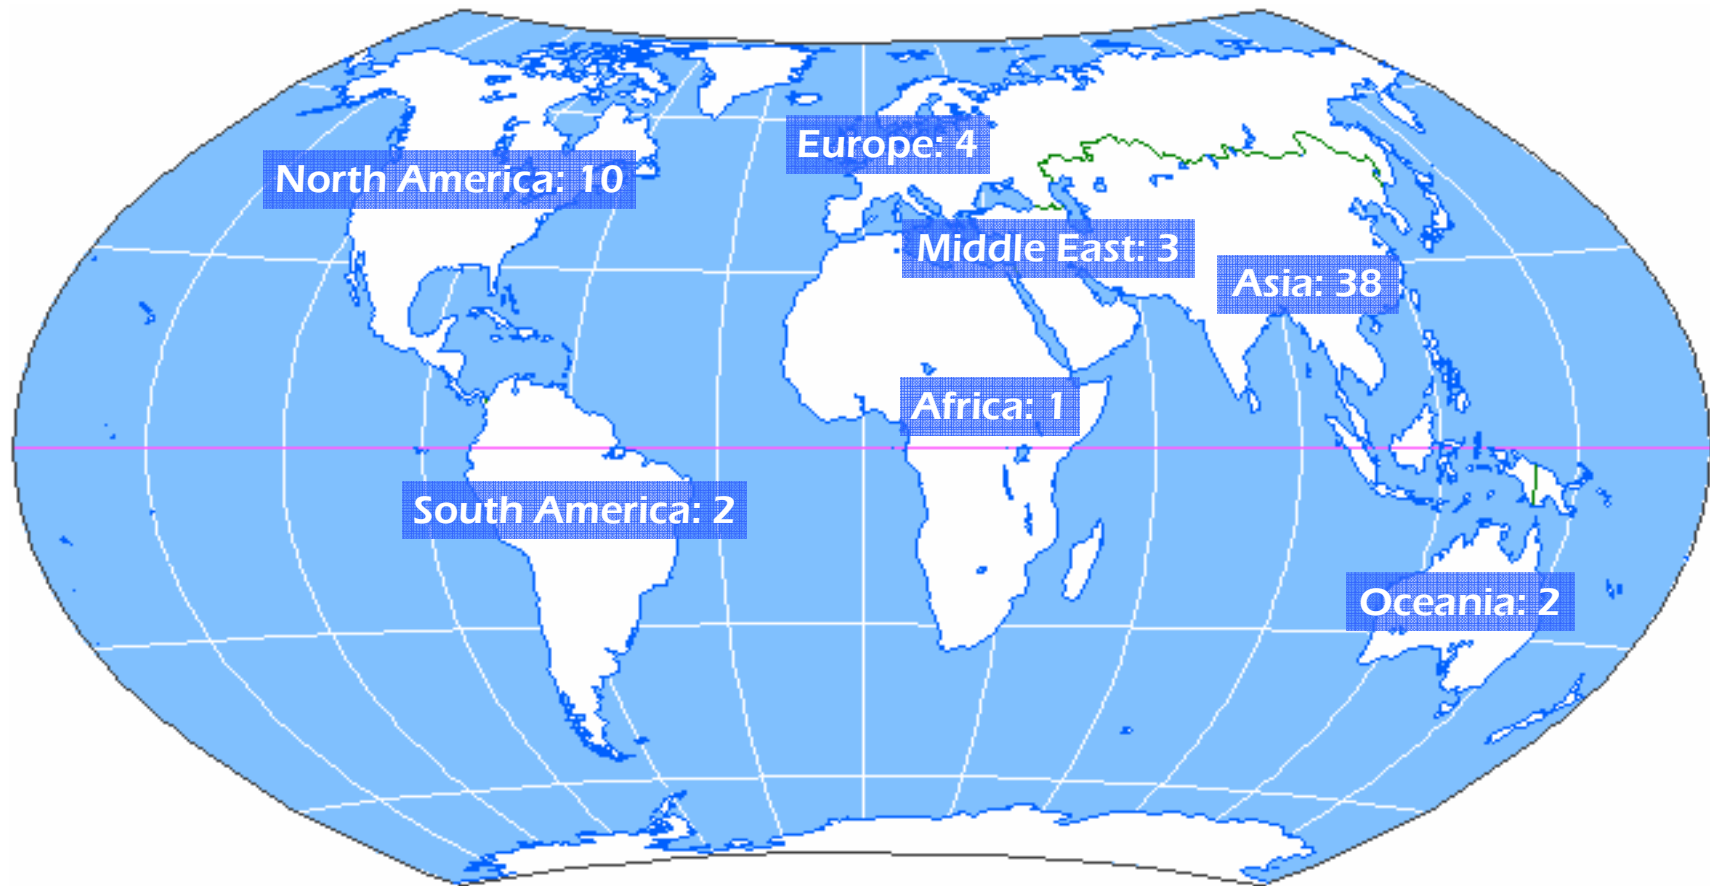 Europe: 4
North America: 10
Middle East: 3
Asia: 38
Africa: 1
South America: 2
Oceania: 2